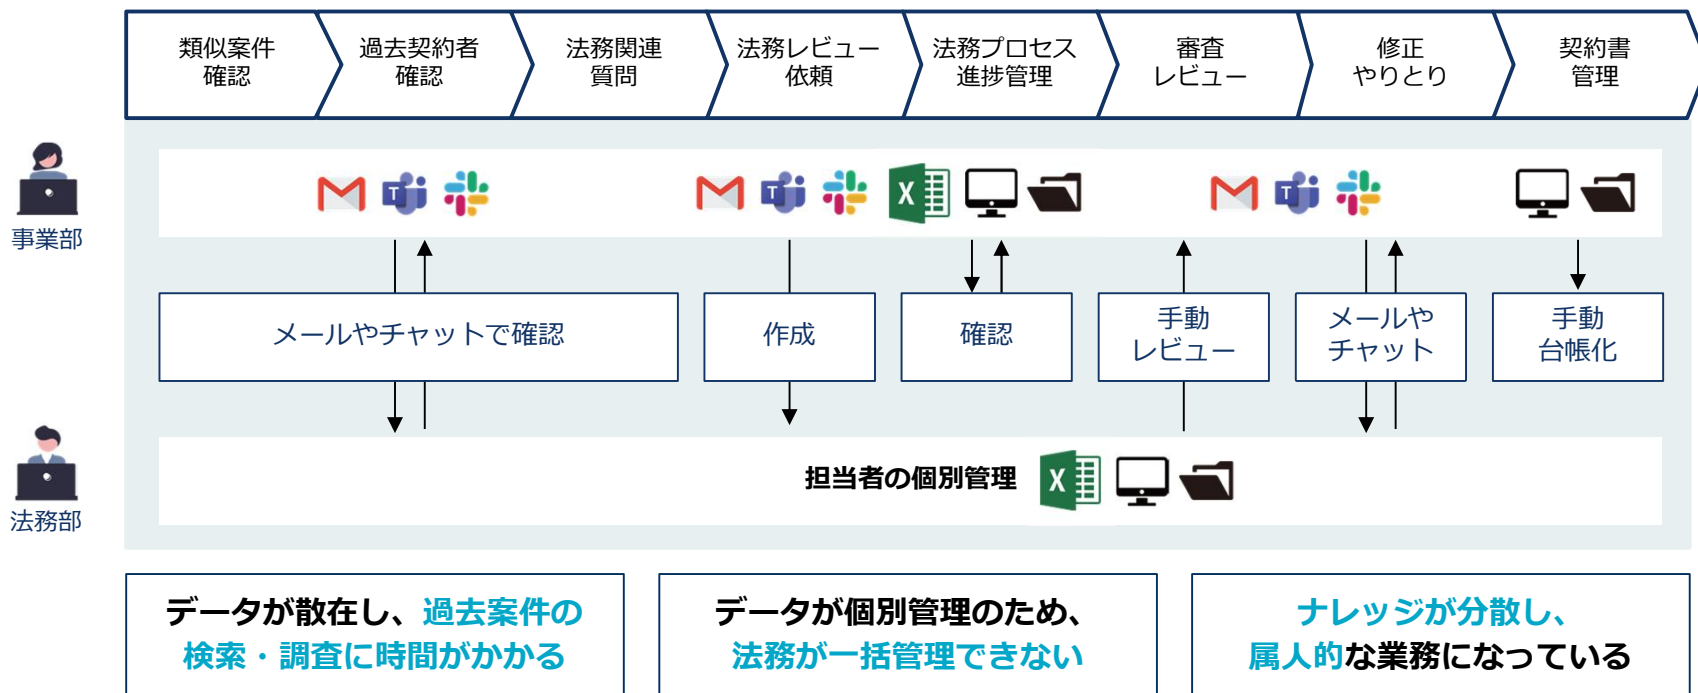 類似案件
確認
過去契約者
確認
法務関連
質問
法務レビュー
依頼
法務プロセス
進捗管理
審査
レビュー
修正
やりとり
契約書
管理
事業部
メールやチャットで確認
作成
確認
手動
レビュー
メールや
チャット
手動
台帳化
法務部
担当者の個別管理
データが散在し、過去案件の
検索・調査に時間がかかる
データが個別管理のため、
法務が一括管理できない
ナレッジが分散し、
属人的な業務になっている